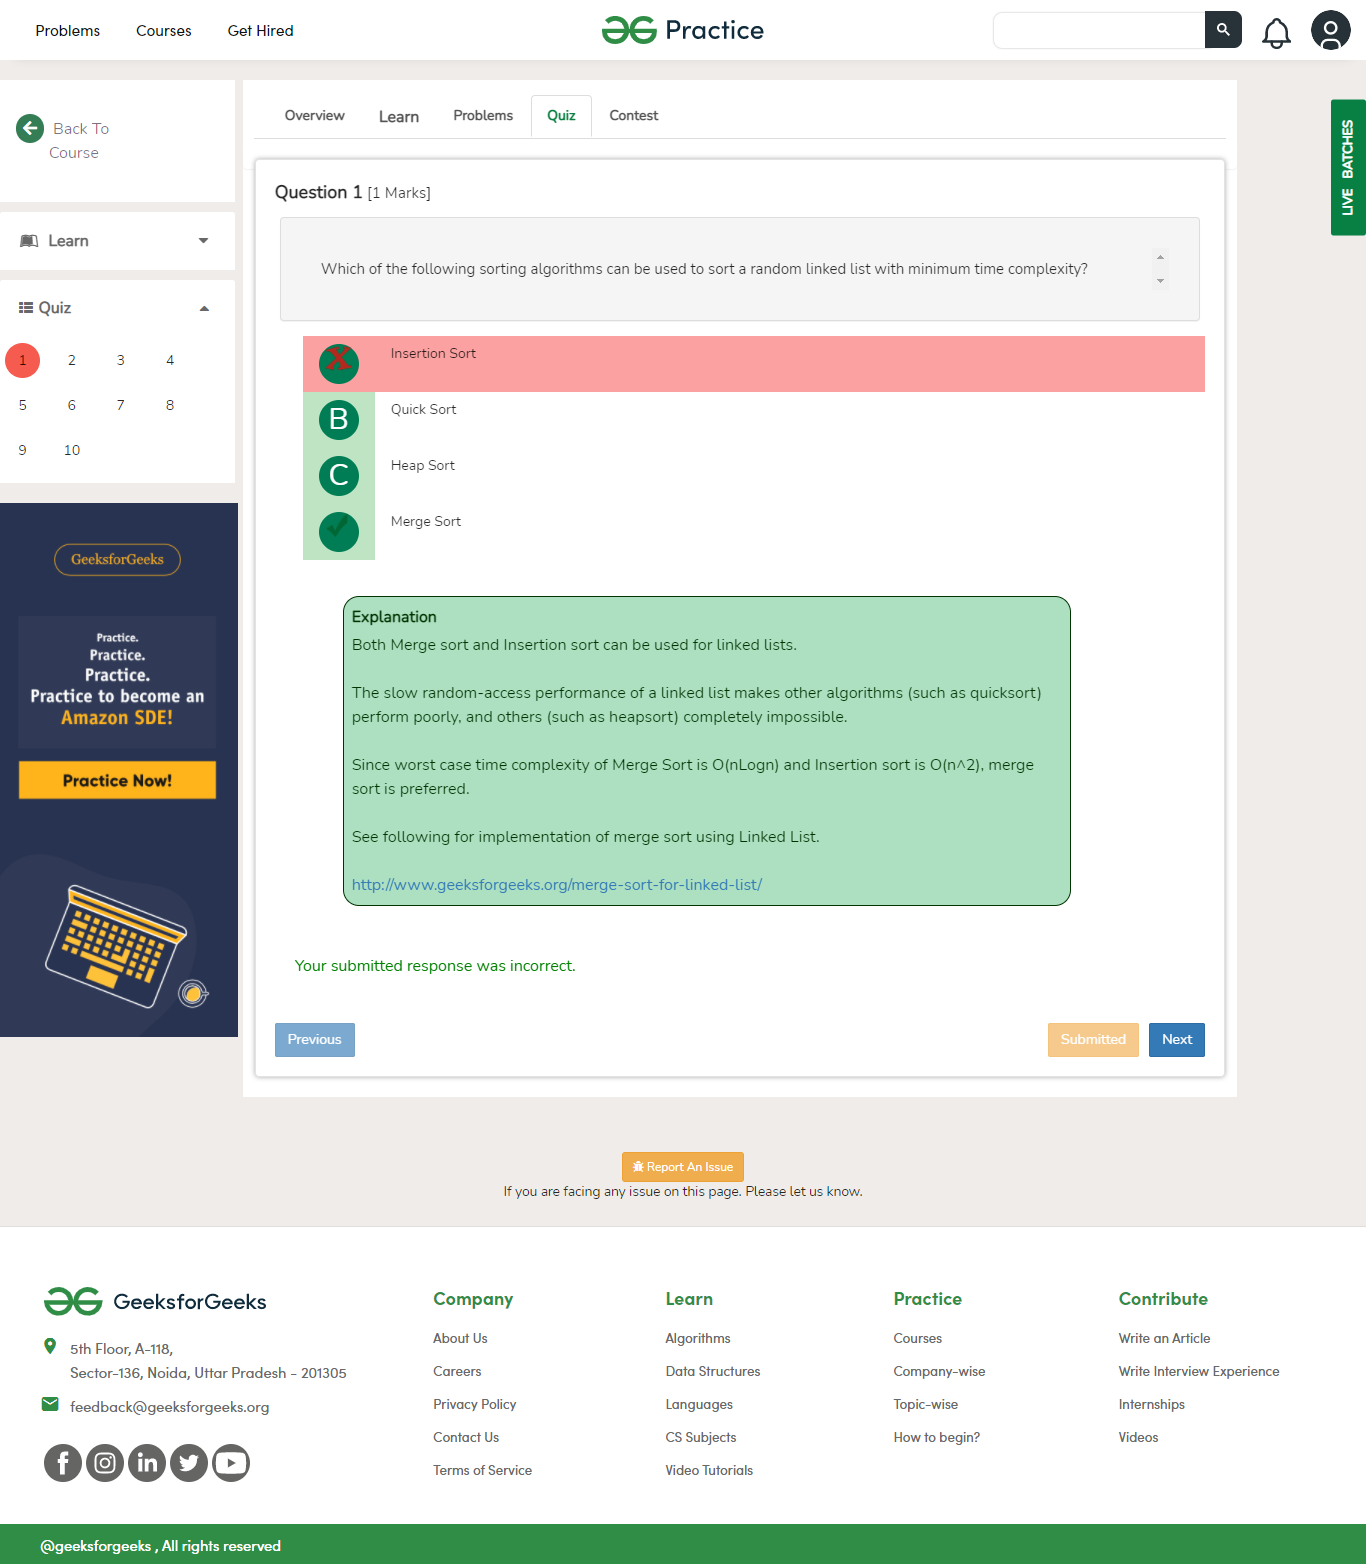 Problems
Courses
Get Hired
Practice
Back To
Course
Learn
Quiz
1 2 3 4
5 6 7 8
9 10
GeeksforGeeks
Practice.
Practice.
Practice.
Practice to become an
Amazon SDE!
Practice Now!
Overview
Learn
Problems
Quiz
Contest
LIVE BATCHES
Question 1 [1 Marks]
Which of the following sorting algorithms can be used to sort a random linked list with minimum time complexity?
X Insertion Sort
B Quick Sort
C Heap Sort
Merge Sort
Explanation
Both Merge sort and Insertion sort can be used for linked lists.
The slow random-access performance of a linked list makes other algorithms (such as quicksort)
perform poorly, and others (such as heapsort) completely impossible.
Since worst case time complexity of Merge Sort is O(nLogn) and Insertion sort is O(n^2), merge
sort is preferred.
See following for implementation of merge sort using Linked List.
http://www.geeksforgeeks.org/merge-sort-for-linked-list/
Your submitted response was incorrect.
Previous
Submitted
Next
Report An Issue
If you are facing any issue on this page. Please let us know.
GeeksforGeeks
5th Floor, A-118,
Sector-136, Noida, Uttar Pradesh - 201305
feedback@geeksforgeeks.org
Company
About Us
Careers
Privacy Policy
Contact Us
Terms of Service
Learn
Algorithms
Data Structures
Languages
CS Subjects
Video Tutorials
Practice
Courses
Company-wise
Topic-wise
How to begin?
Contribute
Write an Article
Write Interview Experience
Internships
Videos
@geeksforgeeks , All rights reserved